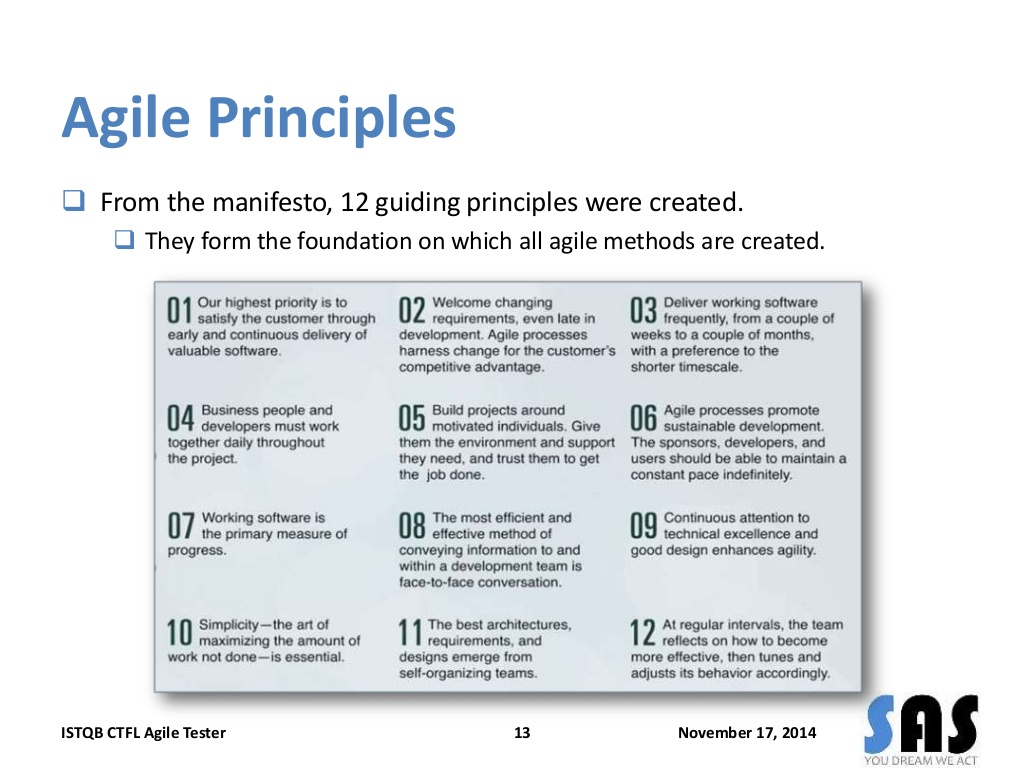 Agile Principles
From the manifesto, 12 guiding principles were created.
They form the foundation on which all agile methods are created.
01 Our highest priority is to
satisfy the customer through
early and continuous delivery of
valuable software.
02 Welcome changing
requirements, even late in
development. Agile processes
harness change for the customer's
competitive advantage.
03 Deliver working software
frequently, from a couple of
weeks to a couple of months,
with a preference to the
shorter timescale.
04 Business people and
developers must work
together daily throughout
the project.
05 Build projects around
motivated individuals. Give
them the environment and support
they need, and trust them to get
the job done.
06 Agile processes promote
sustainable development.
The sponsors, developers, and
users should be able to maintain a
constant pace indefinitely.
07 Working software is
the primary measure of
progress.
08 The most efficient and
effective method of
conveying information to and
within a development team is
face-to-face conversation.
09 Continuous attention to
technical excellence and
good design enhances agility.
10 Simplicity—the art of
maximizing the amount of
work not done—is essential.
11 The best architectures,
requirements, and
designs emerge from
self-organizing teams.
12 At regular intervals, the team
reflects on how to become
more effective, then tunes and
adjusts its behavior accordingly.
ISTQB CTFL Agile Tester
13
November 17, 2014
SAS
YOU DREAM WE ACT